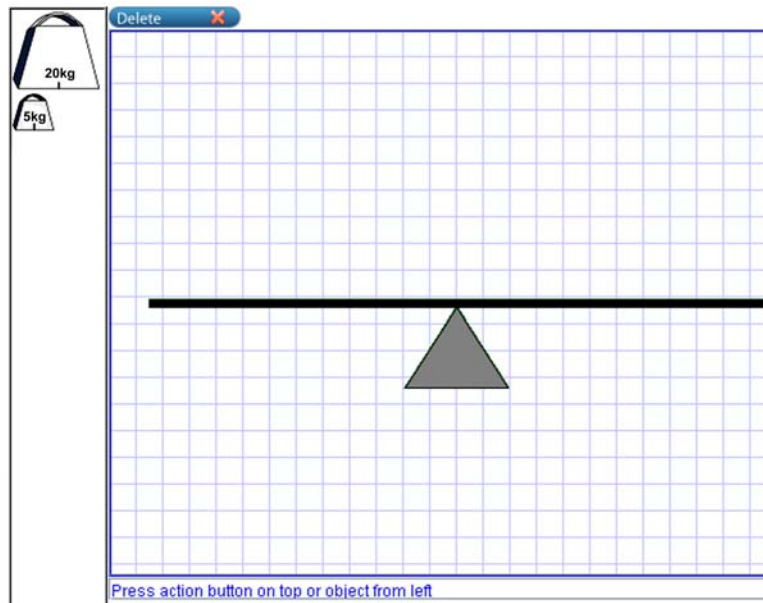 Delete
20kg
5kg
Press action button on top or object from left